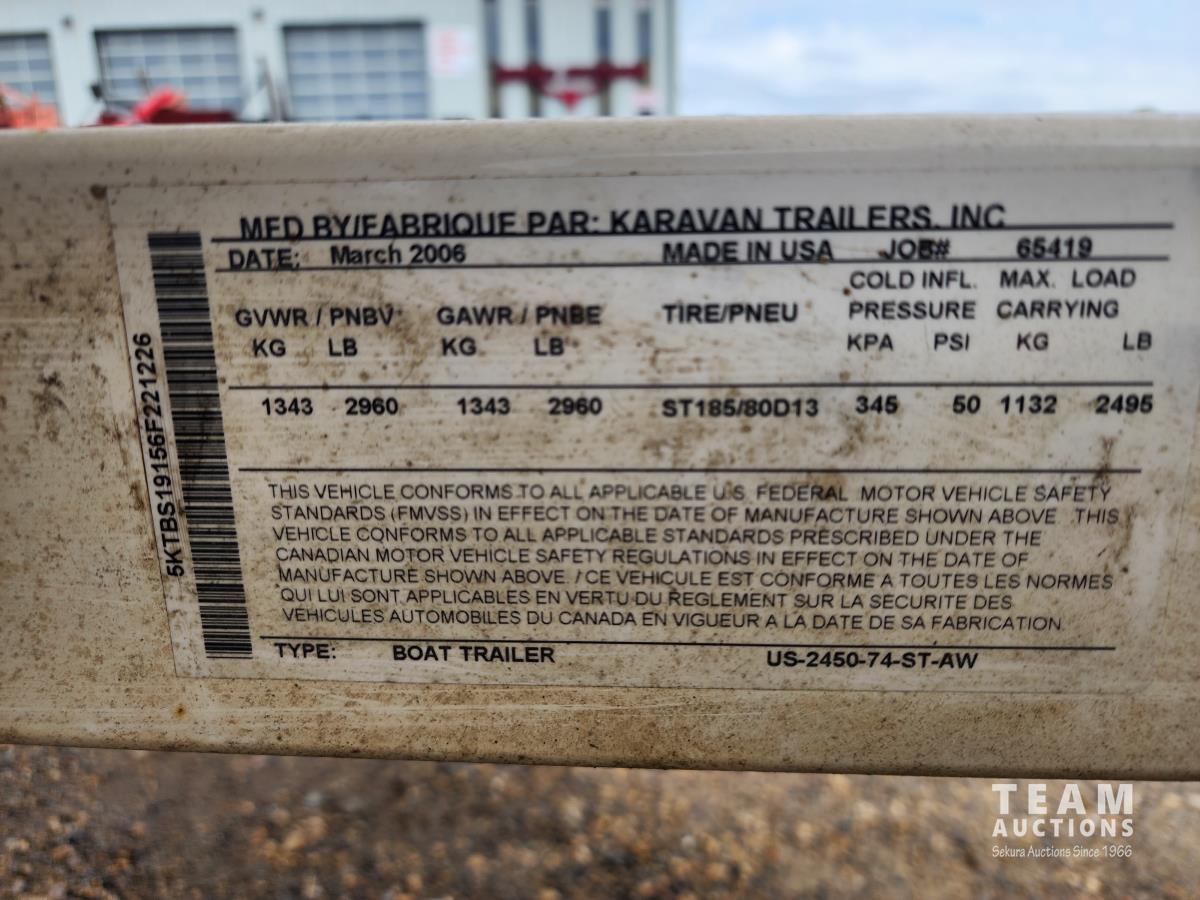 MFD BY/FABRIQUE PAR: KARAVAN TRAILERS, INC
DATE: March 2006 MADE IN USA JOB# 65419
COLD INFL. MAX. LOAD
GVWR / PNBV GAWR / PNBE TIRE/PNEU PRESSURE CARRYING
KG LB KG LB KPA PSI KG LB
1343 2960 1343 2960 ST185/80D13 345 50 1132 2495
THIS VEHICLE CONFORMS TO ALL APPLICABLE U.S. FEDERAL MOTOR VEHICLE SAFETY
STANDARDS (FMVSS) IN EFFECT ON THE DATE OF MANUFACTURE SHOWN ABOVE. THIS
VEHICLE CONFORMS TO ALL APPLICABLE STANDARDS PRESCRIBED UNDER THE
CANADIAN MOTOR VEHICLE SAFETY REGULATIONS IN EFFECT ON THE DATE OF
MANUFACTURE SHOWN ABOVE. / CE VEHICULE EST CONFORME A TOUTES LES NORMES
QUI LUI SONT APPLICABLES EN VERTU DU REGLEMENT SUR LA SECURITE DES
VEHICULES AUTOMOBILES DU CANADA EN VIGUEUR A LA DATE DE SA FABRICATION
TYPE: BOAT TRAILER US-2450-74-ST-AW
5KTBS19156F221226
TEAM
AUCTIONS
Sekura Auctions Since 1966